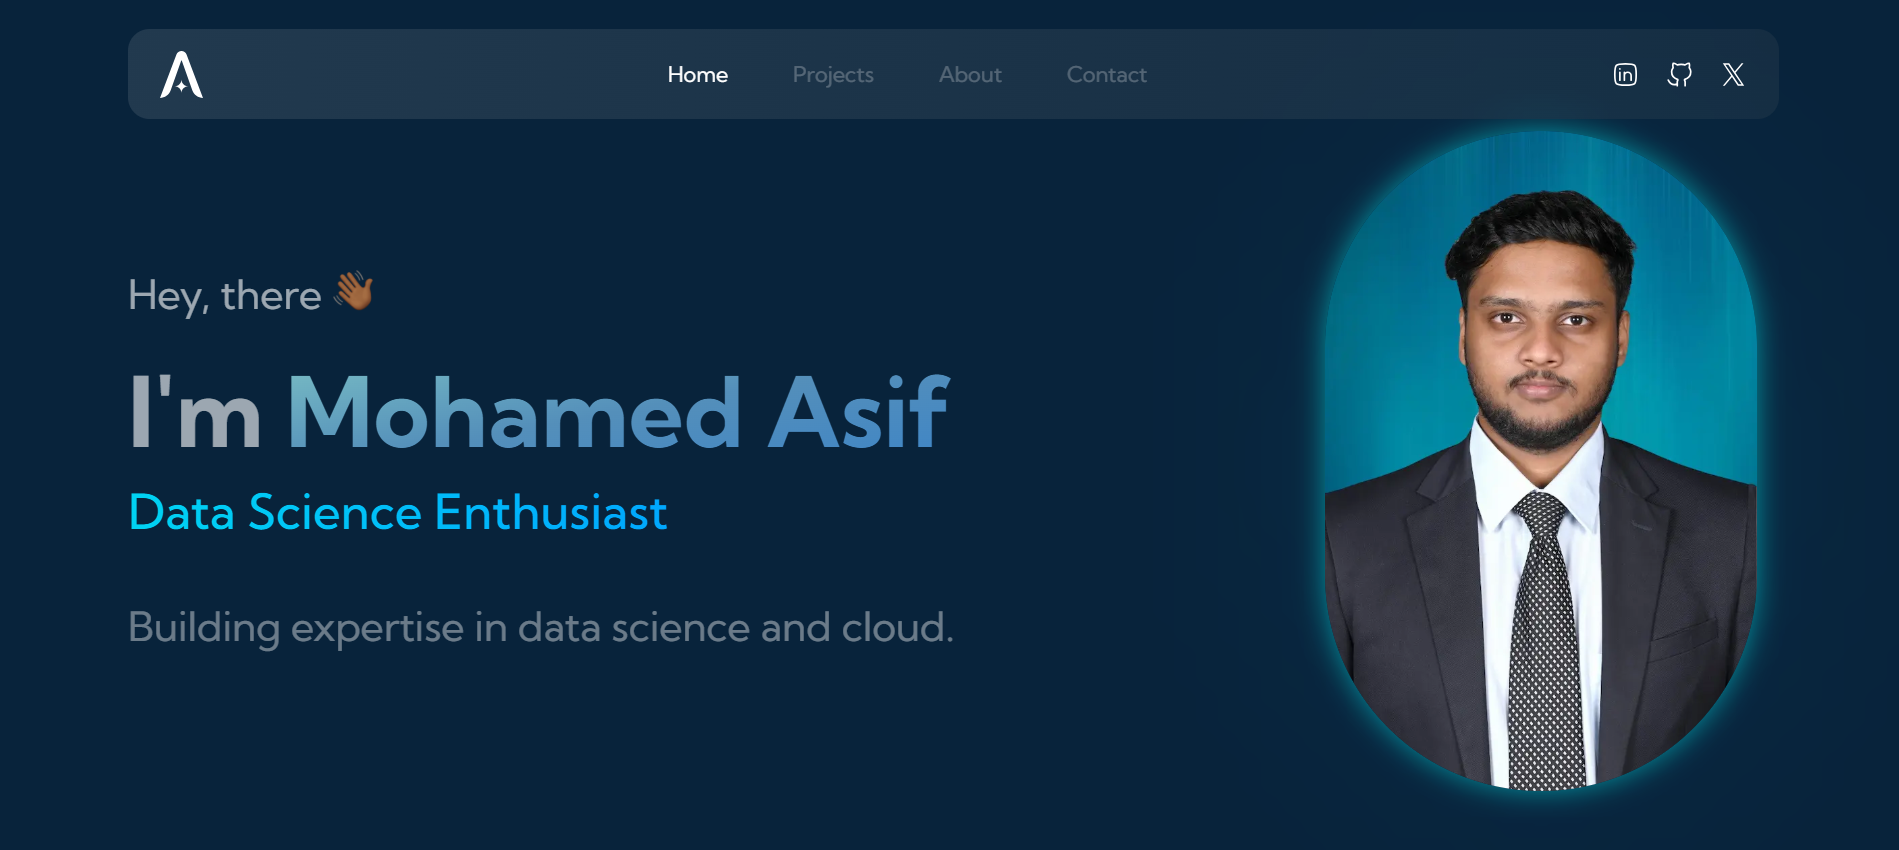 Home Projects About Contact
Hey, there 👋🏾
I'm Mohamed Asif
Data Science Enthusiast
Building expertise in data science and cloud.